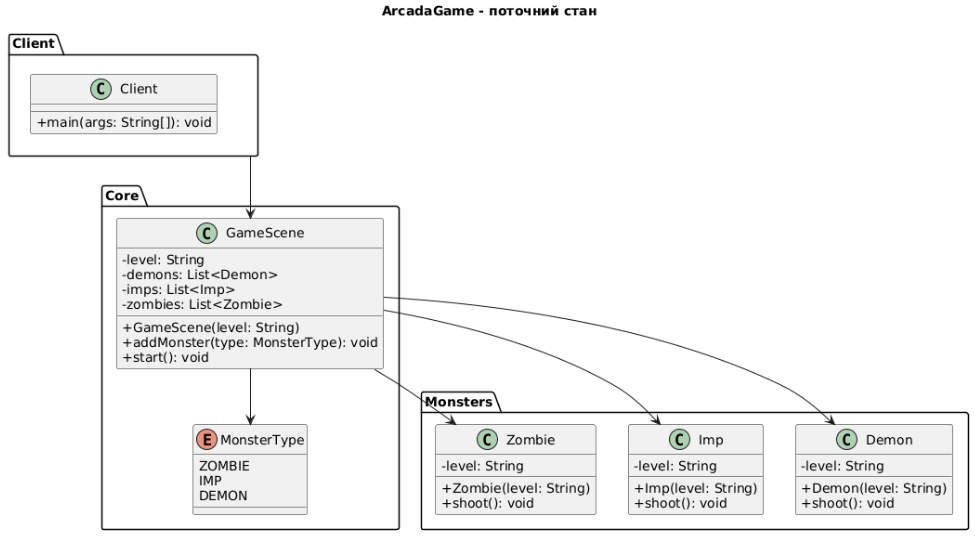 ArcadaGame - поточний стан
Client
C Client
+main(args: String[]): void
Core
C GameScene
-level: String
-demons: List<Demon>
-imps: List<Imp>
-zombies: List<Zombie>
+GameScene(level: String)
+addMonster(type: MonsterType): void
+start(): void
E MonsterType
ZOMBIE
IMP
DEMON
Monsters
C Zombie
-level: String
+Zombie(level: String)
+shoot(): void
C Imp
-level: String
+Imp(level: String)
+shoot(): void
C Demon
-level: String
+Demon(level: String)
+shoot(): void